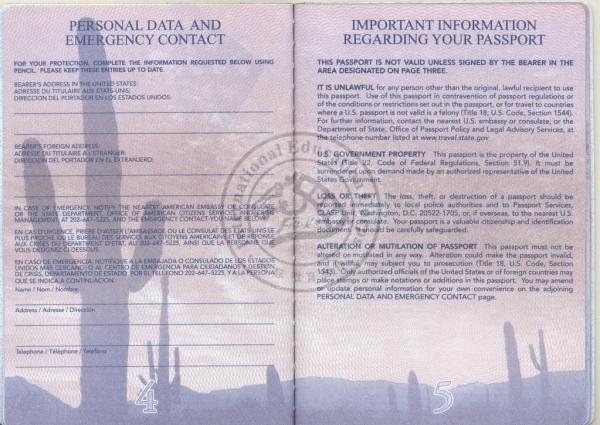 PERSONAL DATA AND
EMERGENCY CONTACT
FOR YOUR PROTECTION, COMPLETE THE INFORMATION REQUESTED BELOW USING
PENCIL. PLEASE KEEP THESE ENTRIES UP TO DATE.
BEARER'S ADDRESS IN THE UNITED STATES:
ADRESSE DU TITULAIRE AUX ETATS-UNIS:
DIRECCION DEL PORTADOR EN LOS ESTADOS UNIDOS:
BEARER'S FOREIGN ADDRESS:
ADRESSE DU TITULAIRE A L'ETRANGER:
DIRECCION DEL PORTADOR EN EL EXTRANJERO:
IN CASE OF EMERGENCY, NOTIFY THE NEAREST AMERICAN EMBASSY OR CONSULATE
OR THE STATE DEPARTMENT, OFFICE OF AMERICAN CITIZENS SERVICES AND CRISIS
MANAGEMENT, AT 202-647-5225, AND THE EMERGENCY CONTACT YOU NAME BELOW.
EN CAS D'URGENCE, PRIERE D'AVISER L'AMBASSADE OU LE CONSULAT DES ETATS-UNIS LE
PLUS PROCHE, OU LE BUREAU DES SERVICES AUX CITOYENS AMERICAINS ET DE REPONSE
AUX CRISES DU DEPARTMENT D'ETAT, AU 202-647-5225, AINSI QUE LA PERSONNE QUE
VOUS DESIGNEZ CI-DESSOUS.
EN CASO DE EMERGENCIA, NOTIFIQUE A LA EMBAJADA O CONSULADO DE LOS ESTADOS
UNIDOS MAS CERCANO O AL CENTRO DE PARA CIUDADANOS Y GESTION
DE CRISIS, DEPARTAMENTO DE ESTADO, POR TELEFONO 202-647-5225, Y A LA PERSONA
QUE SE INDICA A CONTINUACION.
Name / Nom / Nombre
Address / Adresse / Dirección
Telephone / Téléphone / Telefono
4
IMPORTANT INFORMATION
REGARDING YOUR PASSPORT
THIS PASSPORT IS NOT VALID UNLESS SIGNED BY THE BEARER IN THE
AREA DESIGNATED ON PAGE THREE.
IT IS UNLAWFUL for any person other than the original, lawful recipient to use
this passport. Use of this passport in contravention of passport regulations or
of the conditions or restrictions set out in the passport, or for travel to countries
where a U.S. passport is not valid is a felony (Title 18, U.S. Code, Section 1544).
For further information, contact the nearest U.S. embassy or consulate, or the
Department of State, Office of Passport Policy and Legal Advisory Services, at
the telephone number listed at www.travel.state.gov
U.S. GOVERNMENT PROPERTY This passport is the property of the United
States (Title 22, Code of Federal Regulations, Section 51.9). It must be
surrendered upon demand made by an authorized representative of the United
States Government.
LOSS OR THEFT The loss, theft, or destruction of a passport should be
reported immediately to local police authorities and to Passport Services,
CLASP Unit, Washington, D.C. 20522-1705, or, if overseas, to the nearest U.S.
embassy or consulate. Your passport is a valuable citizenship and identification
document. It should be carefully safeguarded.
ALTERATION OR MUTILATION OF PASSPORT This passport must not be
altered or mutilated in any way. Alteration could make the passport invalid,
and if willful, may subject you to prosecution (Title 18, U.S. Code, Section
1543). Only authorized officials of the United States or of foreign countries may
place stamps or make notations or additions in this passport. You may amend
or update personal information for your own convenience on the adjoining
PERSONAL DATA AND EMERGENCY CONTACT page.
5